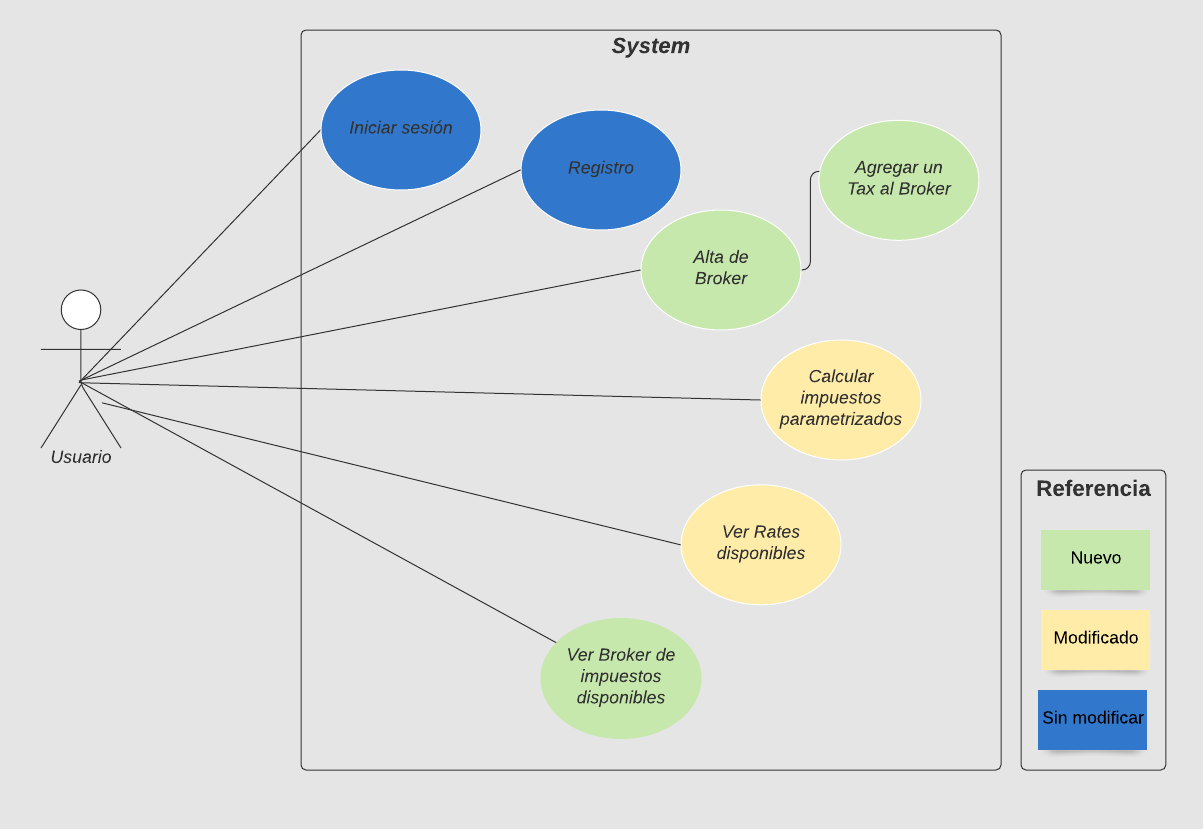 System
Iniciar sesión
Registro
Agregar un
Tax al Broker
Alta de
Broker
Calcular
impuestos
parametrizados
Usuario
Ver Rates
disponibles
Ver Broker de
impuestos
disponibles
Referencia
Nuevo
Modificado
Sin modificar